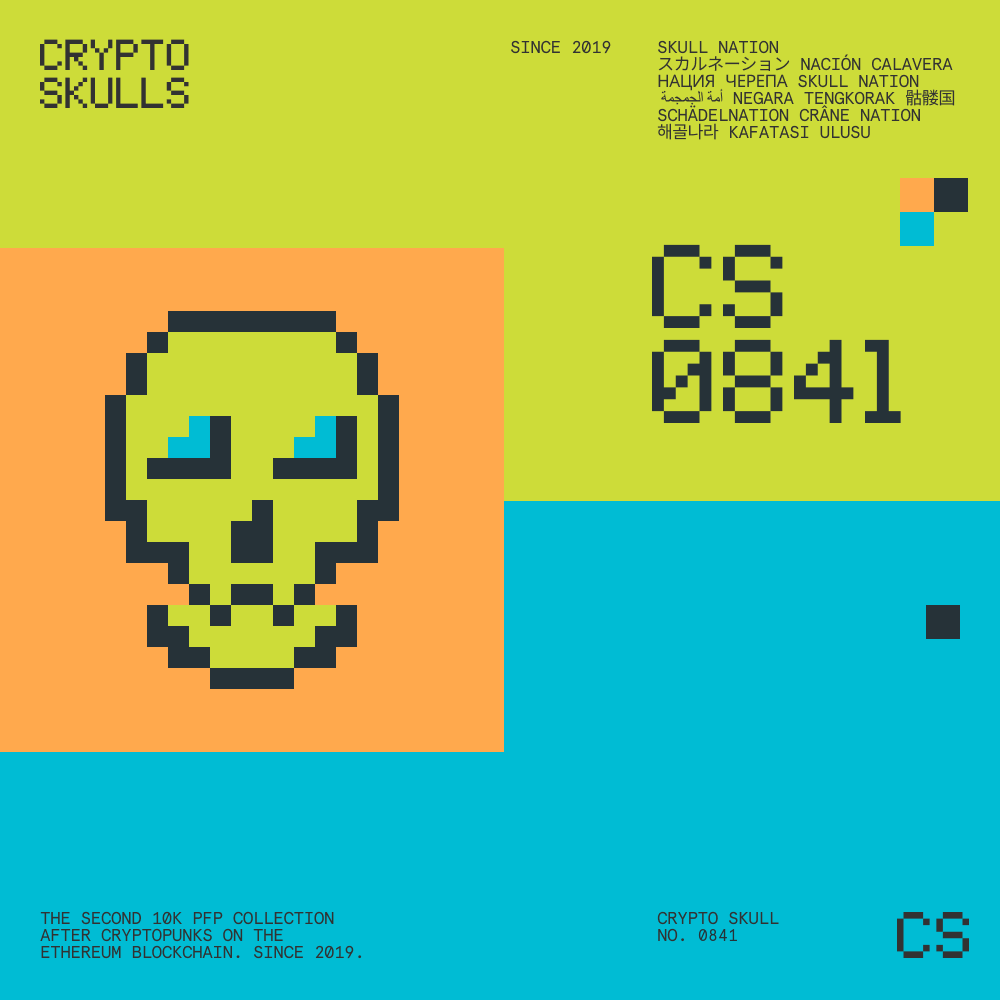 CRYPTO
SKULLS
SINCE 2019
SKULL NATION
スカルネーション NACIÓN CALAVERA
НАЦИЯ ЧЕРЕПА SKULL NATION
أمة الجمجمة NEGARA TENGKORAK 骷髅国
SCHÄDELNATION CRÂNE NATION
해골나라 KAFATASI ULUSU
CS
0841
THE SECOND 10K PFP COLLECTION
AFTER CRYPTOPUNKS ON THE
ETHEREUM BLOCKCHAIN. SINCE 2019.
CRYPTO SKULL
NO. 0841
CS